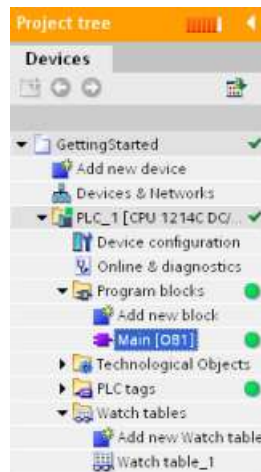 Project tree
Devices
GettingStarted
Add new device
Devices & Networks
PLC_1 [CPU 1214C DC/...
Device configuration
Online & diagnostics
Program blocks
Add new block
Main [OB1]
Technological Objects
PLC tags
Watch tables
Add new Watch table
Watch table_1